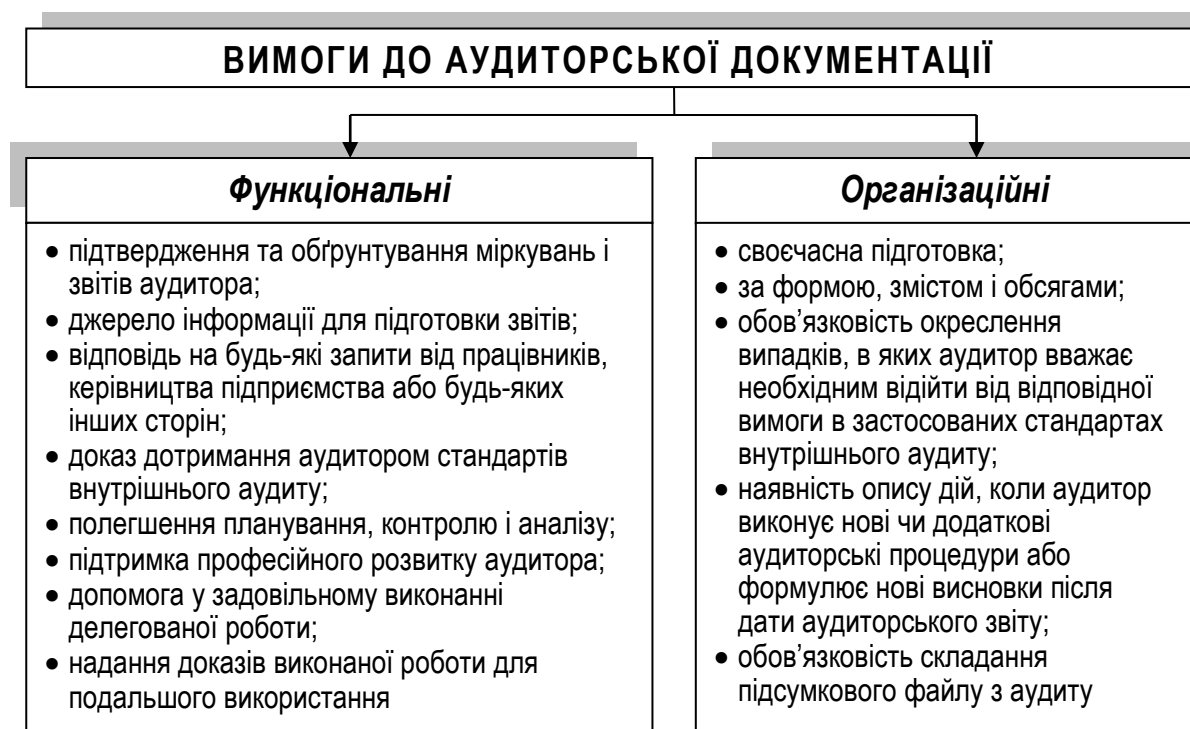 ВИМОГИ ДО АУДИТОРСЬКОЇ ДОКУМЕНТАЦІЇ
Функціональні
• підтвердження та обґрунтування міркувань і
звітів аудитора;
• джерело інформації для підготовки звітів;
• відповідь на будь-які запити від працівників,
керівництва підприємства або будь-яких
інших сторін;
• доказ дотримання аудитором стандартів
внутрішнього аудиту;
• полегшення планування, контролю і аналізу;
• підтримка професійного розвитку аудитора;
• допомога у задовільному виконанні
делегованої роботи;
• надання доказів виконаної роботи для
подальшого використання
Організаційні
• своєчасна підготовка;
• за формою, змістом і обсягами;
• обов’язковість окреслення
випадків, в яких аудитор вважає
необхідним відійти від відповідної
вимоги в застосованих стандартах
внутрішнього аудиту;
• наявність опису дій, коли аудитор
виконує нові чи додаткові
аудиторські процедури або
формулює нові висновки після
дати аудиторського звіту;
• обов’язковість складання
підсумкового файлу з аудиту